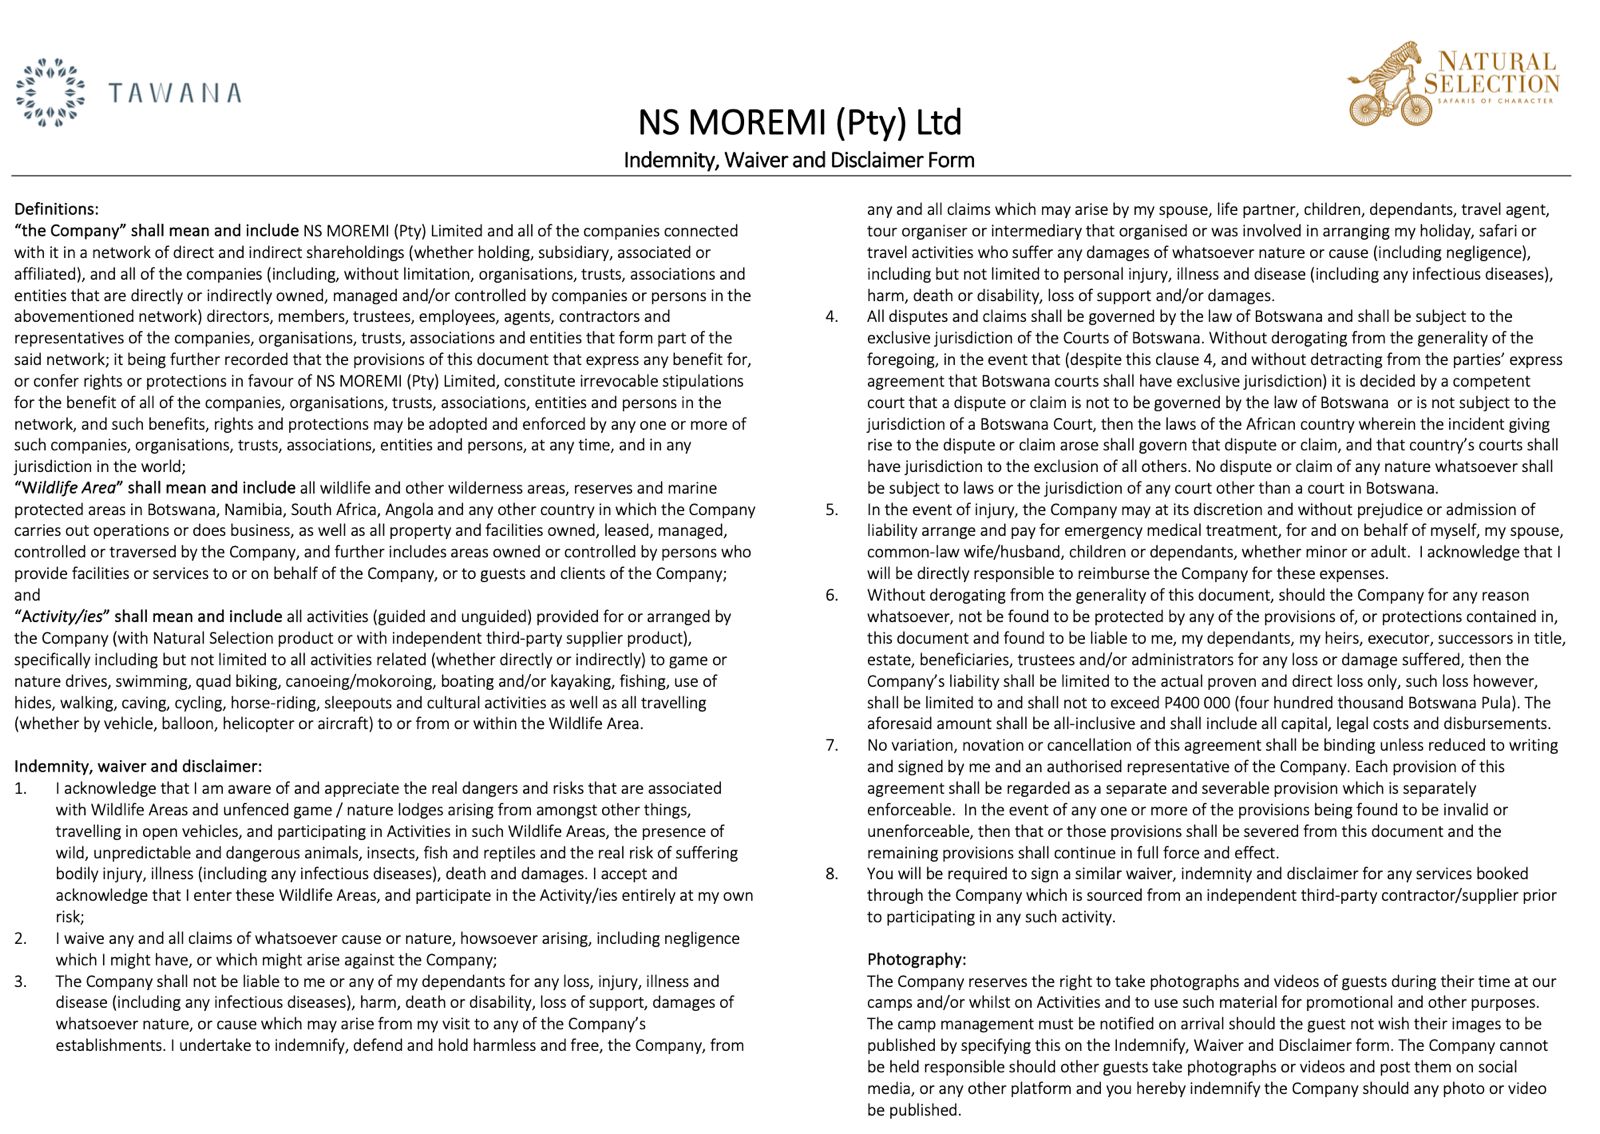 TAWANA
NATURAL
SELECTION
SAFARIS OF CHARACTER
NS MOREMI (Pty) Ltd
Indemnity, Waiver and Disclaimer Form
Definitions:
“the Company” shall mean and include NS MOREMI (Pty) Limited and all of the companies connected
with it in a network of direct and indirect shareholdings (whether holding, subsidiary, associated or
affiliated), and all of the companies (including, without limitation, organisations, trusts, associations and
entities that are directly or indirectly owned, managed and/or controlled by companies or persons in the
abovementioned network) directors, members, trustees, employees, agents, contractors and
representatives of the companies, organisations, trusts, associations and entities that form part of the
said network; it being further recorded that the provisions of this document that express any benefit for,
or confer rights or protections in favour of NS MOREMI (Pty) Limited, constitute irrevocable stipulations
for the benefit of all of the companies, organisations, trusts, associations, entities and persons in the
network, and such benefits, rights and protections may be adopted and enforced by any one or more of
such companies, organisations, trusts, associations, entities and persons, at any time, and in any
jurisdiction in the world;
“Wildlife Area” shall mean and include all wildlife and other wilderness areas, reserves and marine
protected areas in Botswana, Namibia, South Africa, Angola and any other country in which the Company
carries out operations or does business, as well as all property and facilities owned, leased, managed,
controlled or traversed by the Company, and further includes areas owned or controlled by persons who
provide facilities or services to or on behalf of the Company, or to guests and clients of the Company;
and
“Activity/ies” shall mean and include all activities (guided and unguided) provided for or arranged by
the Company (with Natural Selection product or with independent third-party supplier product),
specifically including but not limited to all activities related (whether directly or indirectly) to game or
nature drives, swimming, quad biking, canoeing/mokoroing, boating and/or kayaking, fishing, use of
hides, walking, caving, cycling, horse-riding, sleepouts and cultural activities as well as all travelling
(whether by vehicle, balloon, helicopter or aircraft) to or from or within the Wildlife Area.
Indemnity, waiver and disclaimer:
1. I acknowledge that I am aware of and appreciate the real dangers and risks that are associated
with Wildlife Areas and unfenced game / nature lodges arising from amongst other things,
travelling in open vehicles, and participating in Activities in such Wildlife Areas, the presence of
wild, unpredictable and dangerous animals, insects, fish and reptiles and the real risk of suffering
bodily injury, illness (including any infectious diseases), death and damages. I accept and
acknowledge that I enter these Wildlife Areas, and participate in the Activity/ies entirely at my own
risk;
2. I waive any and all claims of whatsoever cause or nature, howsoever arising, including negligence
which I might have, or which might arise against the Company;
3. The Company shall not be liable to me or any of my dependants for any loss, injury, illness and
disease (including any infectious diseases), harm, death or disability, loss of support, damages of
whatsoever nature, or cause which may arise from my visit to any of the Company’s
establishments. I undertake to indemnify, defend and hold harmless and free, the Company, from
any and all claims which may arise by my spouse, life partner, children, dependants, travel agent,
tour organiser or intermediary that organised or was involved in arranging my holiday, safari or
travel activities who suffer any damages of whatsoever nature or cause (including negligence),
including but not limited to personal injury, illness and disease (including any infectious diseases),
harm, death or disability, loss of support and/or damages.
4. All disputes and claims shall be governed by the law of Botswana and shall be subject to the
exclusive jurisdiction of the Courts of Botswana. Without derogating from the generality of the
foregoing, in the event that (despite this clause 4, and without detracting from the parties’ express
agreement that Botswana courts shall have exclusive jurisdiction) it is decided by a competent
court that a dispute or claim is not to be governed by the law of Botswana or is not subject to the
jurisdiction of a Botswana Court, then the laws of the African country wherein the incident giving
rise to the dispute or claim arose shall govern that dispute or claim, and that country’s courts shall
have jurisdiction to the exclusion of all others. No dispute or claim of any nature whatsoever shall
be subject to laws or the jurisdiction of any court other than a court in Botswana.
5. In the event of injury, the Company may at its discretion and without prejudice or admission of
liability arrange and pay for emergency medical treatment, for and on behalf of myself, my spouse,
common-law wife/husband, children or dependants, whether minor or adult. I acknowledge that I
will be directly responsible to reimburse the Company for these expenses.
6. Without derogating from the generality of this document, should the Company for any reason
whatsoever, not be found to be protected by any of the provisions of, or protections contained in,
this document and found to be liable to me, my dependants, my heirs, executor, successors in title,
estate, beneficiaries, trustees and/or administrators for any loss or damage suffered, then the
Company’s liability shall be limited to the actual proven and direct loss only, such loss however,
shall be limited to and shall not to exceed P400 000 (four hundred thousand Botswana Pula). The
aforesaid amount shall be all-inclusive and shall include all capital, legal costs and disbursements.
7. No variation, novation or cancellation of this agreement shall be binding unless reduced to writing
and signed by me and an authorised representative of the Company. Each provision of this
agreement shall be regarded as a separate and severable provision which is separately
enforceable. In the event of any one or more of the provisions being found to be invalid or
unenforceable, then that or those provisions shall be severed from this document and the
remaining provisions shall continue in full force and effect.
8. You will be required to sign a similar waiver, indemnity and disclaimer for any services booked
through the Company which is sourced from an independent third-party contractor/supplier prior
to participating in any such activity.
Photography:
The Company reserves the right to take photographs and videos of guests during their time at our
camps and/or whilst on Activities and to use such material for promotional and other purposes.
The camp management must be notified on arrival should the guest not wish their images to be
published by specifying this on the Indemnify, Waiver and Disclaimer form. The Company cannot
be held responsible should other guests take photographs or videos and post them on social
media, or any other platform and you hereby indemnify the Company should any photo or video
be published.